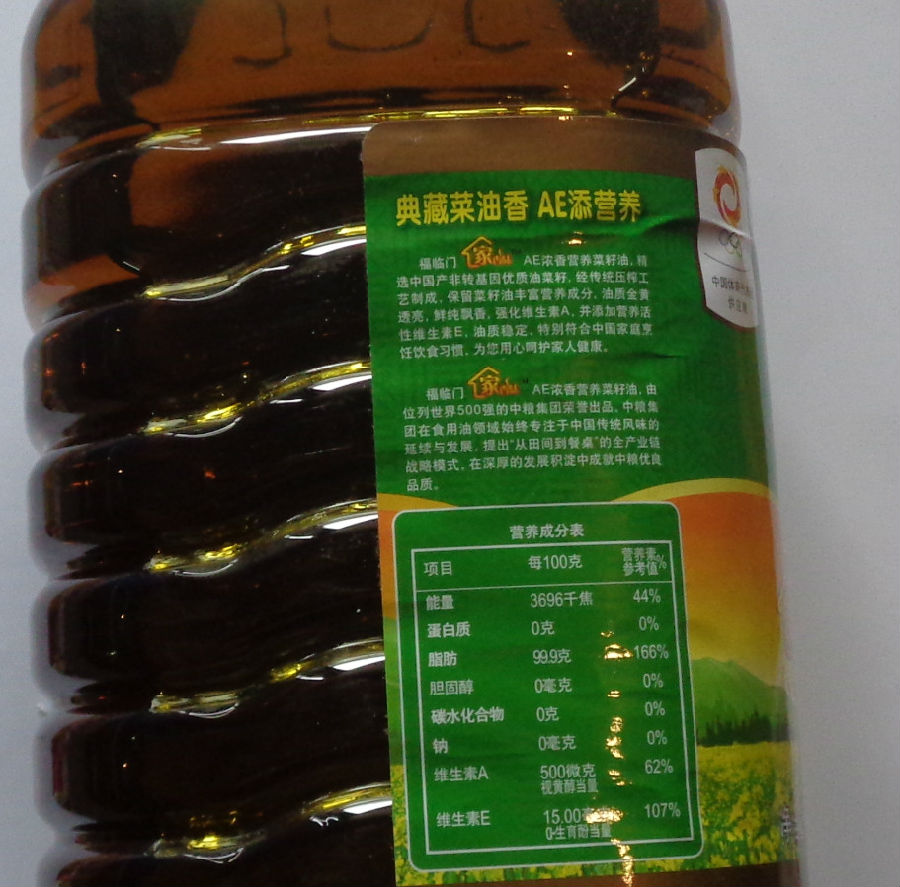 典藏菜油香 AE添营养
福临门 家 AE浓香营养菜籽油，精
选中国产非转基因优质油菜籽，经传统压榨工
艺制成，保留菜籽油丰富营养成分，油质金黄
透亮，鲜纯飘香，强化维生素A，并添加营养活
性维生素E，油质稳定，特别符合中国家庭烹
饪饮食习惯，为您用心呵护家人健康。
福临门 家 AE浓香营养菜籽油，由
位列世界500强的中粮集团荣誉出品，中粮集
团在食用油领域始终专注于中国传统风味的
延续与发展，提出“从田间到餐桌”的全产业链
战略模式，在深厚的发展积淀中成就中粮优良
品质。
中国体育代
供应商
营养成分表
项目 每100克 营养素参考值%
能量 3696千焦 44%
蛋白质 0克 0%
脂肪 99.9克 166%
胆固醇 0毫克 0%
碳水化合物 0克 0%
钠 0毫克 0%
维生素A 500微克 62%
视黄醇当量
维生素E 15.00毫克 107%
α-生育酚当量